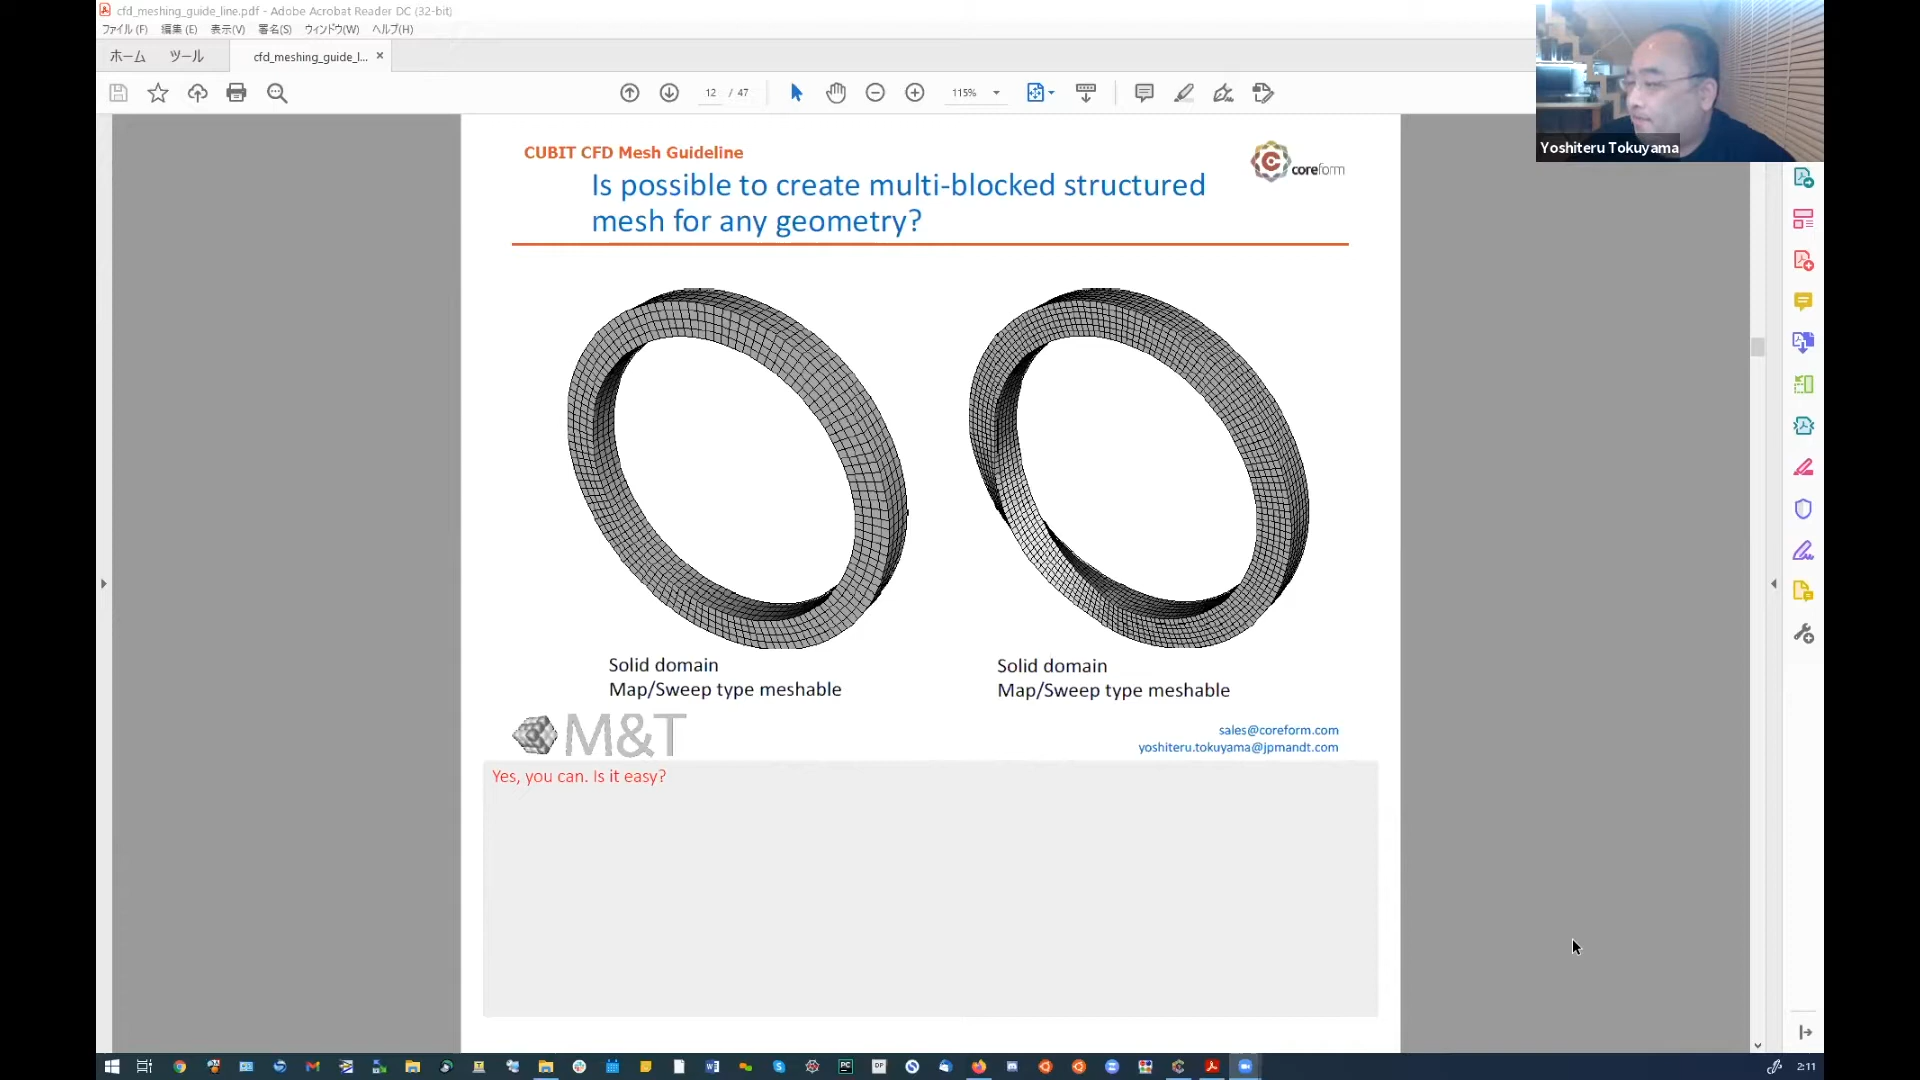 cfd_meshing_guide_line.pdf - Adobe Acrobat Reader DC (32-bit)
ファイル(F) 編集(E) 表示(V) 署名(S) ウィンドウ(W) ヘルプ(H)
ホーム ツール cfd_meshing_guide_l... ×
12 / 47 115%
Yoshiteru Tokuyama
CUBIT CFD Mesh Guideline
coreform
Is possible to create multi-blocked structured
mesh for any geometry?
Solid domain
Map/Sweep type meshable
Solid domain
Map/Sweep type meshable
M&T
sales@coreform.com
yoshiteru.tokuyama@jpmandt.com
Yes, you can. Is it easy?
2:11